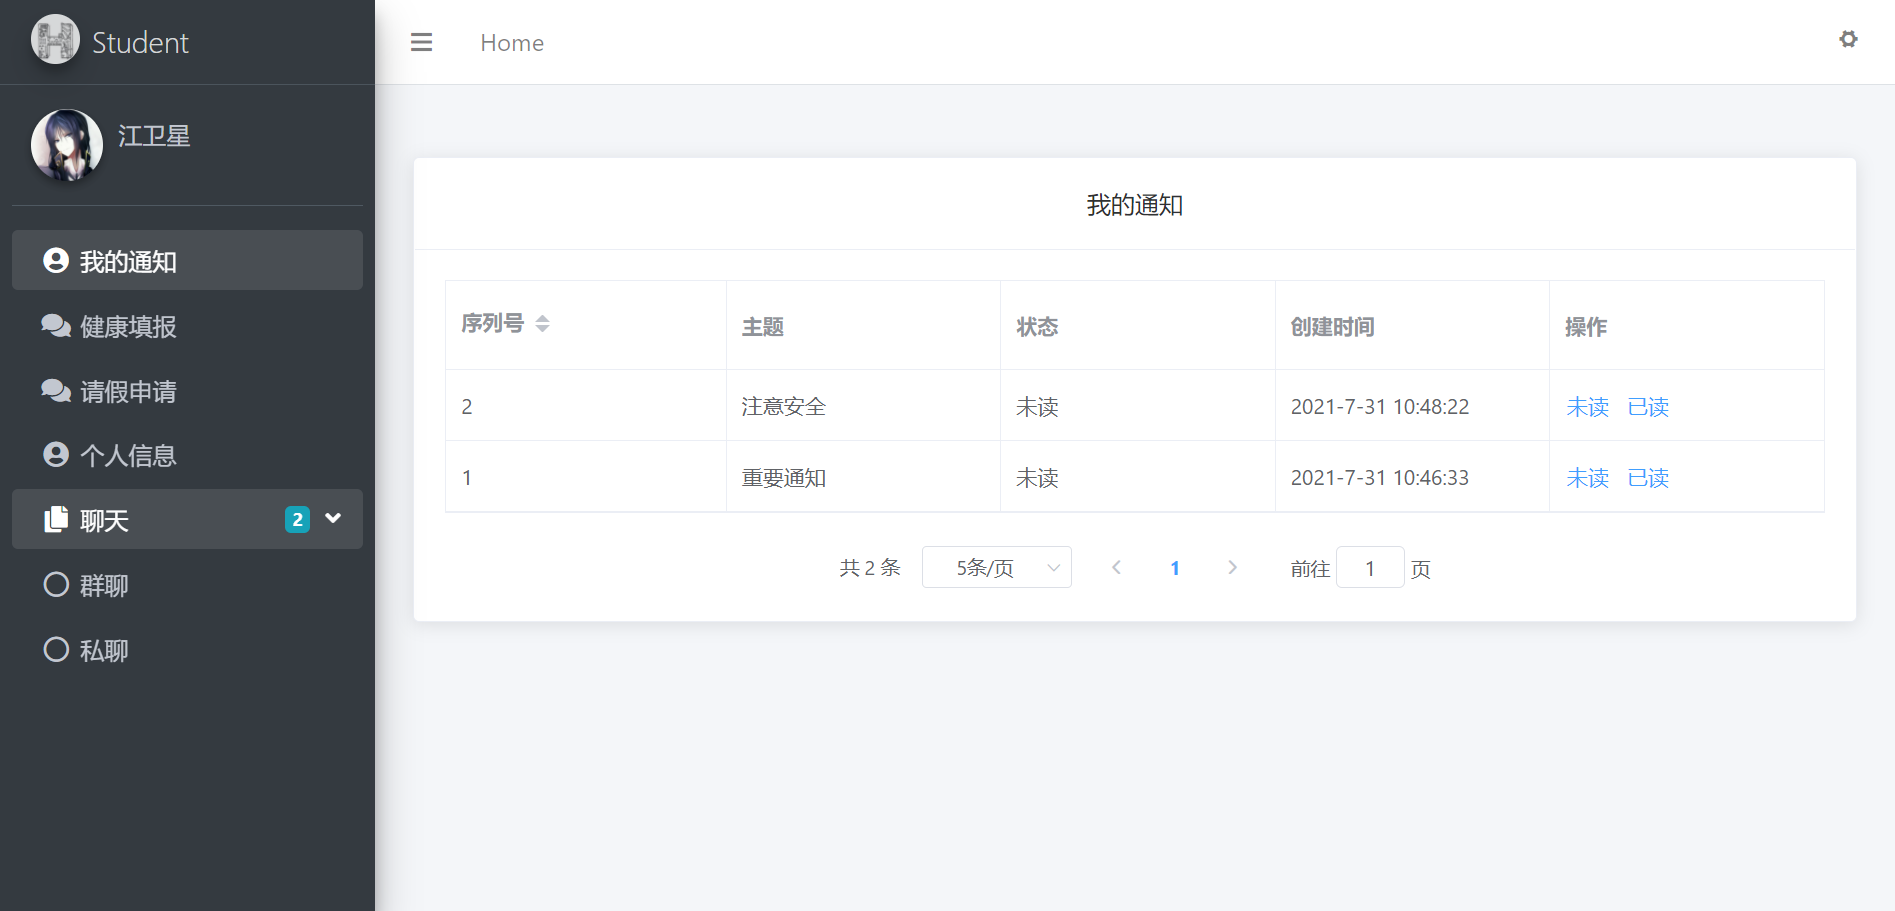 Student
江卫星
我的通知
健康填报
请假申请
个人信息
聊天 2
群聊
私聊
Home
我的通知
序列号 主题 状态 创建时间 操作
2 注意安全 未读 2021-7-31 10:48:22 未读 已读
1 重要通知 未读 2021-7-31 10:46:33 未读 已读
共 2 条 5条/页 1 前往 1 页